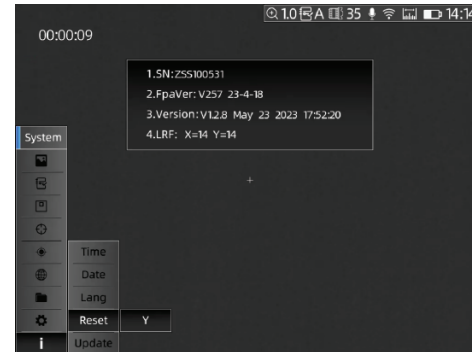 1.0 A 35 14:14
00:00:09
1.SN:ZSS100531
2.FpaVer: V257 23-4-18
3.Version: V1.2.8 May 23 2023 17:52:20
4.LRF: X=14 Y=14
System
Time
Date
Lang
Reset Y
i Update